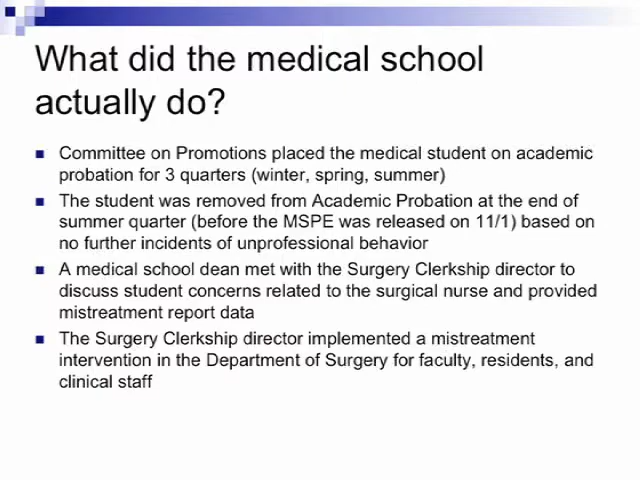 What did the medical school
actually do?
Committee on Promotions placed the medical student on academic
probation for 3 quarters (winter, spring, summer)
The student was removed from Academic Probation at the end of
summer quarter (before the MSPE was released on 11/1) based on
no further incidents of unprofessional behavior
A medical school dean met with the Surgery Clerkship director to
discuss student concerns related to the surgical nurse and provided
mistreatment report data
The Surgery Clerkship director implemented a mistreatment
intervention in the Department of Surgery for faculty, residents, and
clinical staff